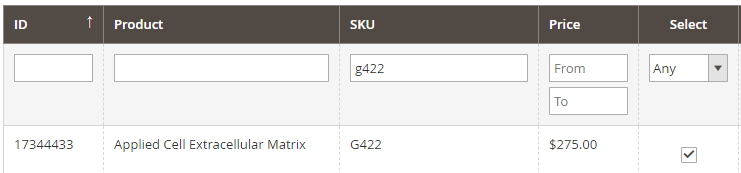 ID ↑ Product SKU Price Select
g422 From Any
To
17344433 Applied Cell Extracellular Matrix G422 $275.00